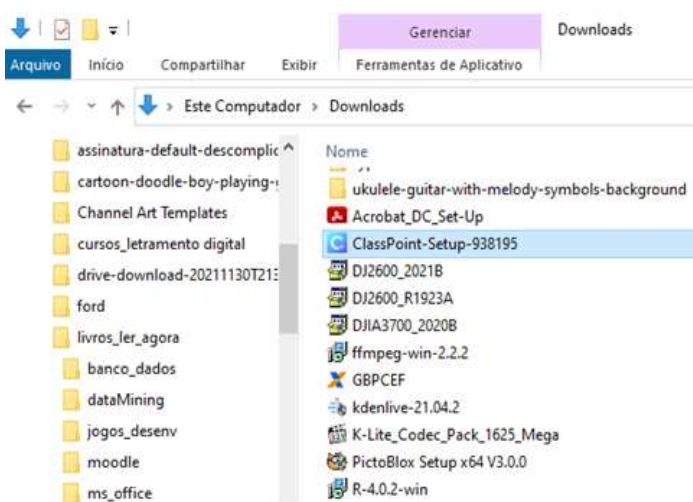 Gerenciar
Downloads
Arquivo
Início
Compartilhar
Exibir
Ferramentas de Aplicativo
Este Computador > Downloads
assinatura-default-descomplic
cartoon-doodle-boy-playing-
Channel Art Templates
cursos_letramento digital
drive-download-20211130T213
ford
livros_ler_agora
banco_dados
dataMining
jogos_desenv
moodle
ms_office
Nome
ukulele-guitar-with-melody-symbols-background
Acrobat_DC_Set-Up
ClassPoint-Setup-938195
DJ2600_2021B
DJ2600_R1923A
DJIA3700_2020B
ffmpeg-win-2.2.2
GBPCEF
kdenlive-21.04.2
K-Lite_Codec_Pack_1625_Mega
PictoBlox Setup x64 V3.0.0
R-4.0.2-win